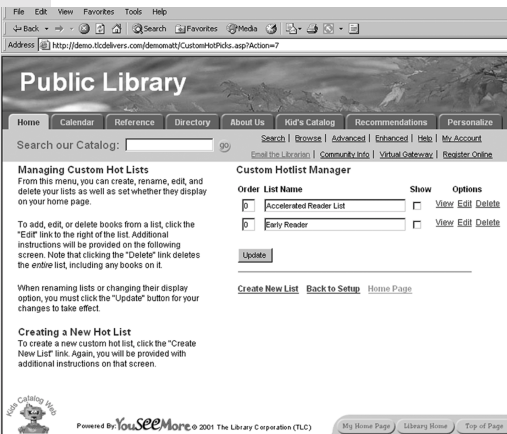 File Edit View Favorites Tools Help
Back Search Favorites Media
Address http://demo.tlcdelivers.com/demomatt/CustomHotPicks.asp?Action=7
Public Library
Home Calendar Reference Directory About Us Kid's Catalog Recommendations Personalize
Search our Catalog: go
Search | Browse | Advanced | Enhanced | Help | My Account
Email the Librarian | Community Info | Virtual Gateway | Register Online
Managing Custom Hot Lists
From this menu, you can create, rename, edit, and
delete your lists as well as set whether they display
on your home page.
To add, edit, or delete books from a list, click the
"Edit" link to the right of the list. Additional
instructions will be provided on the following
screen. Note that clicking the "Delete" link deletes
the entire list, including any books on it.
When renaming lists or changing their display
option, you must click the "Update" button for your
changes to take effect.
Creating a New Hot List
To create a new custom hot list, click the "Create
New List" link. Again, you will be provided with
additional instructions on that screen.
Custom Hotlist Manager
Order List Name Show Options
0 Accelerated Reader List View Edit Delete
0 Early Reader View Edit Delete
Update
Create New List Back to Setup Home Page
Kids Catalog Web
Powered By: YouSeeMore © 2001 The Library Corporation (TLC)
My Home Page Library Home Top of Page